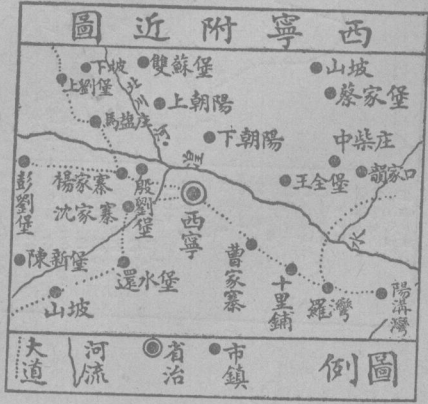 西寧附近圖
下坡
雙蘇堡
山坡
上劉堡
北川河
蔡家堡
上朝陽
馬盤庄
下朝陽
中柴庄
湟水
彭劉堡
楊家寨
殷劉堡
王全堡
韻家口
沈家寨
西寧
陳新堡
還水堡
曹家寨
十里鋪
羅灣
陽溝灣
山坡
圖例
市鎮
省治
河流
大道